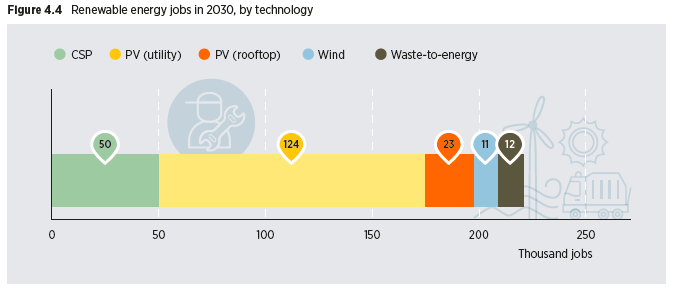 Figure 4.4 Renewable energy jobs in 2030, by technology
CSP PV (utility) PV (rooftop) Wind Waste-to-energy
50 124 23 11 12
0 50 100 150 200 250
Thousand jobs